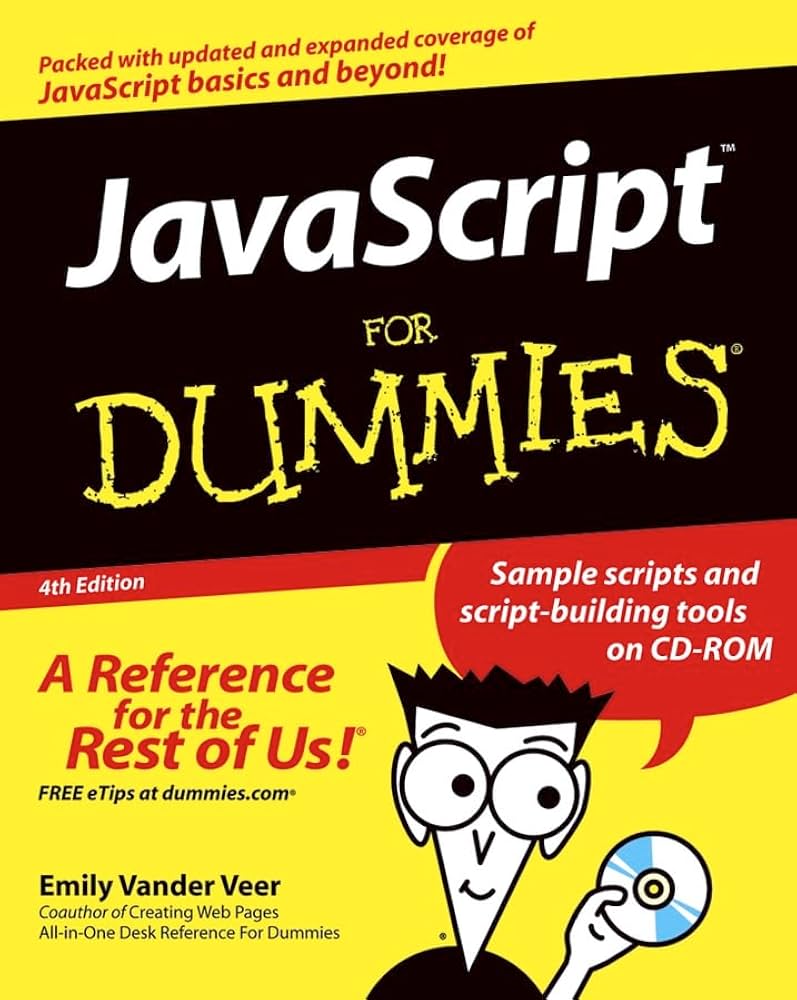 Packed with updated and expanded coverage of
JavaScript basics and beyond!
JavaScript™
FOR
DUMMIES®
4th Edition
Sample scripts and
script-building tools
on CD-ROM
A Reference
for the
Rest of Us!®
FREE eTips at dummies.com®
Emily Vander Veer
Coauthor of Creating Web Pages
All-in-One Desk Reference For Dummies
®